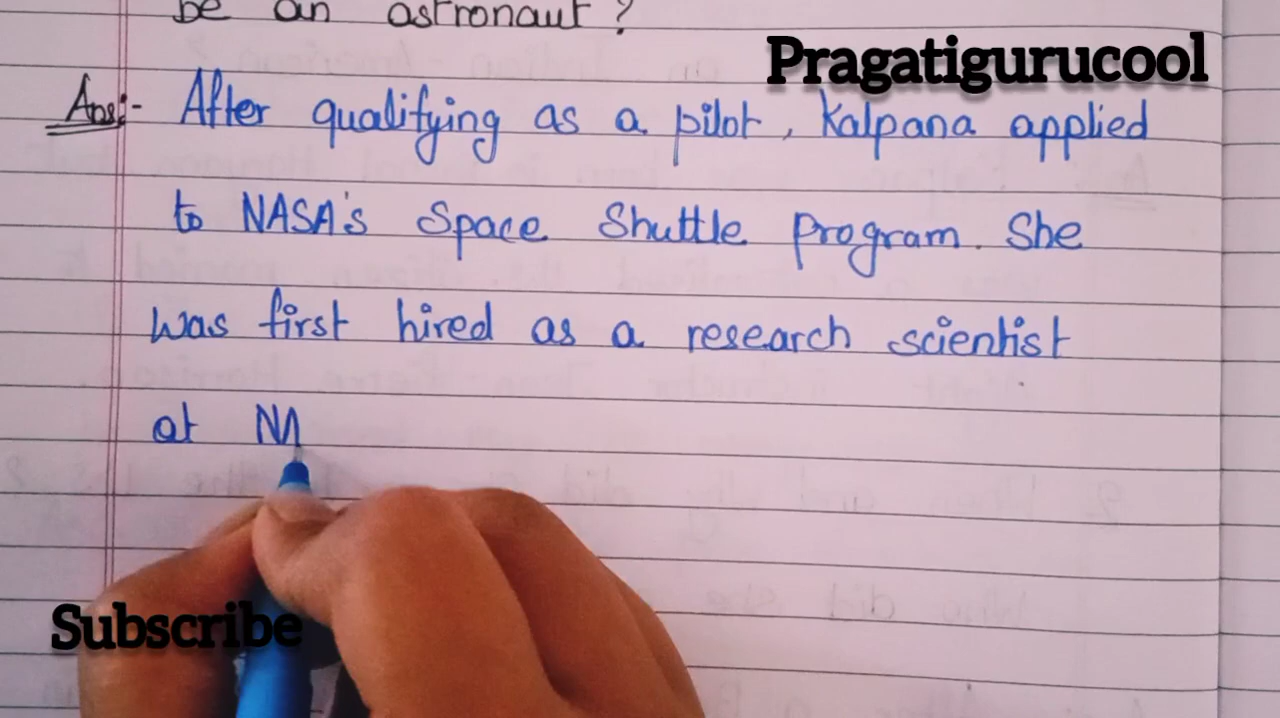 be an astronaut?
Pragatigurucool
Ans:- After qualifying as a pilot, Kalpana applied
to NASA's Space Shuttle Program. She
was first hired as a research scientist
at NA
Subscribe